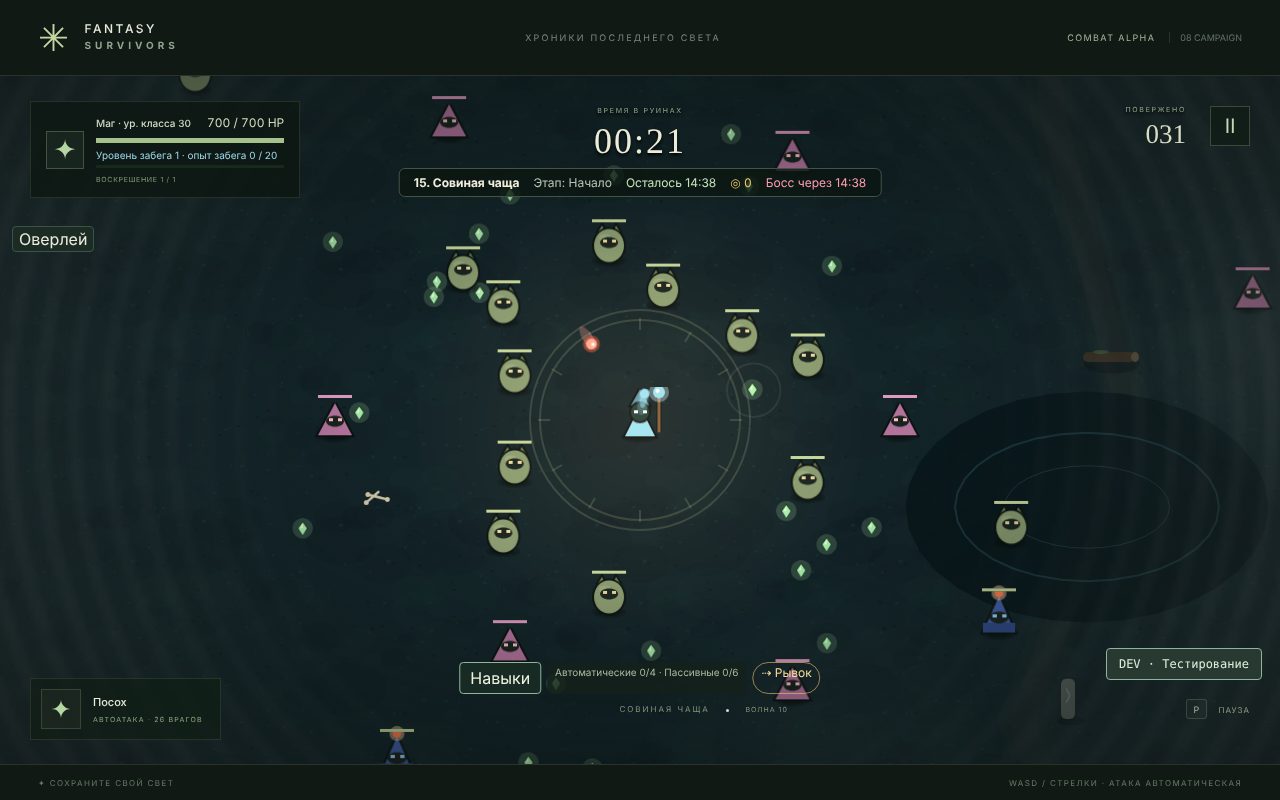 FANTASY
SURVIVORS
ХРОНИКИ ПОСЛЕДНЕГО СВЕТА
COMBAT ALPHA
08 CAMPAIGN
Маг · ур. класса 30
700 / 700 HP
Уровень забега 1 · опыт забега 0 / 20
ВОСКРЕШЕНИЕ 1 / 1
ВРЕМЯ В РУИНАХ
00:21
ПОВЕРЖЕНО
031
15. Совиная чаща Этап: Начало Осталось 14:38 ◎ 0 Босс через 14:38
Оверлей
Навыки
Автоматические 0/4 · Пассивные 0/6
⇢ Рывок
СОВИНАЯ ЧАЩА • ВОЛНА 10
DEV · Тестирование
P ПАУЗА
Посох
АВТОАТАКА · 26 ВРАГОВ
✦ СОХРАНИТЕ СВОЙ СВЕТ
WASD / СТРЕЛКИ · АТАКА АВТОМАТИЧЕСКАЯ